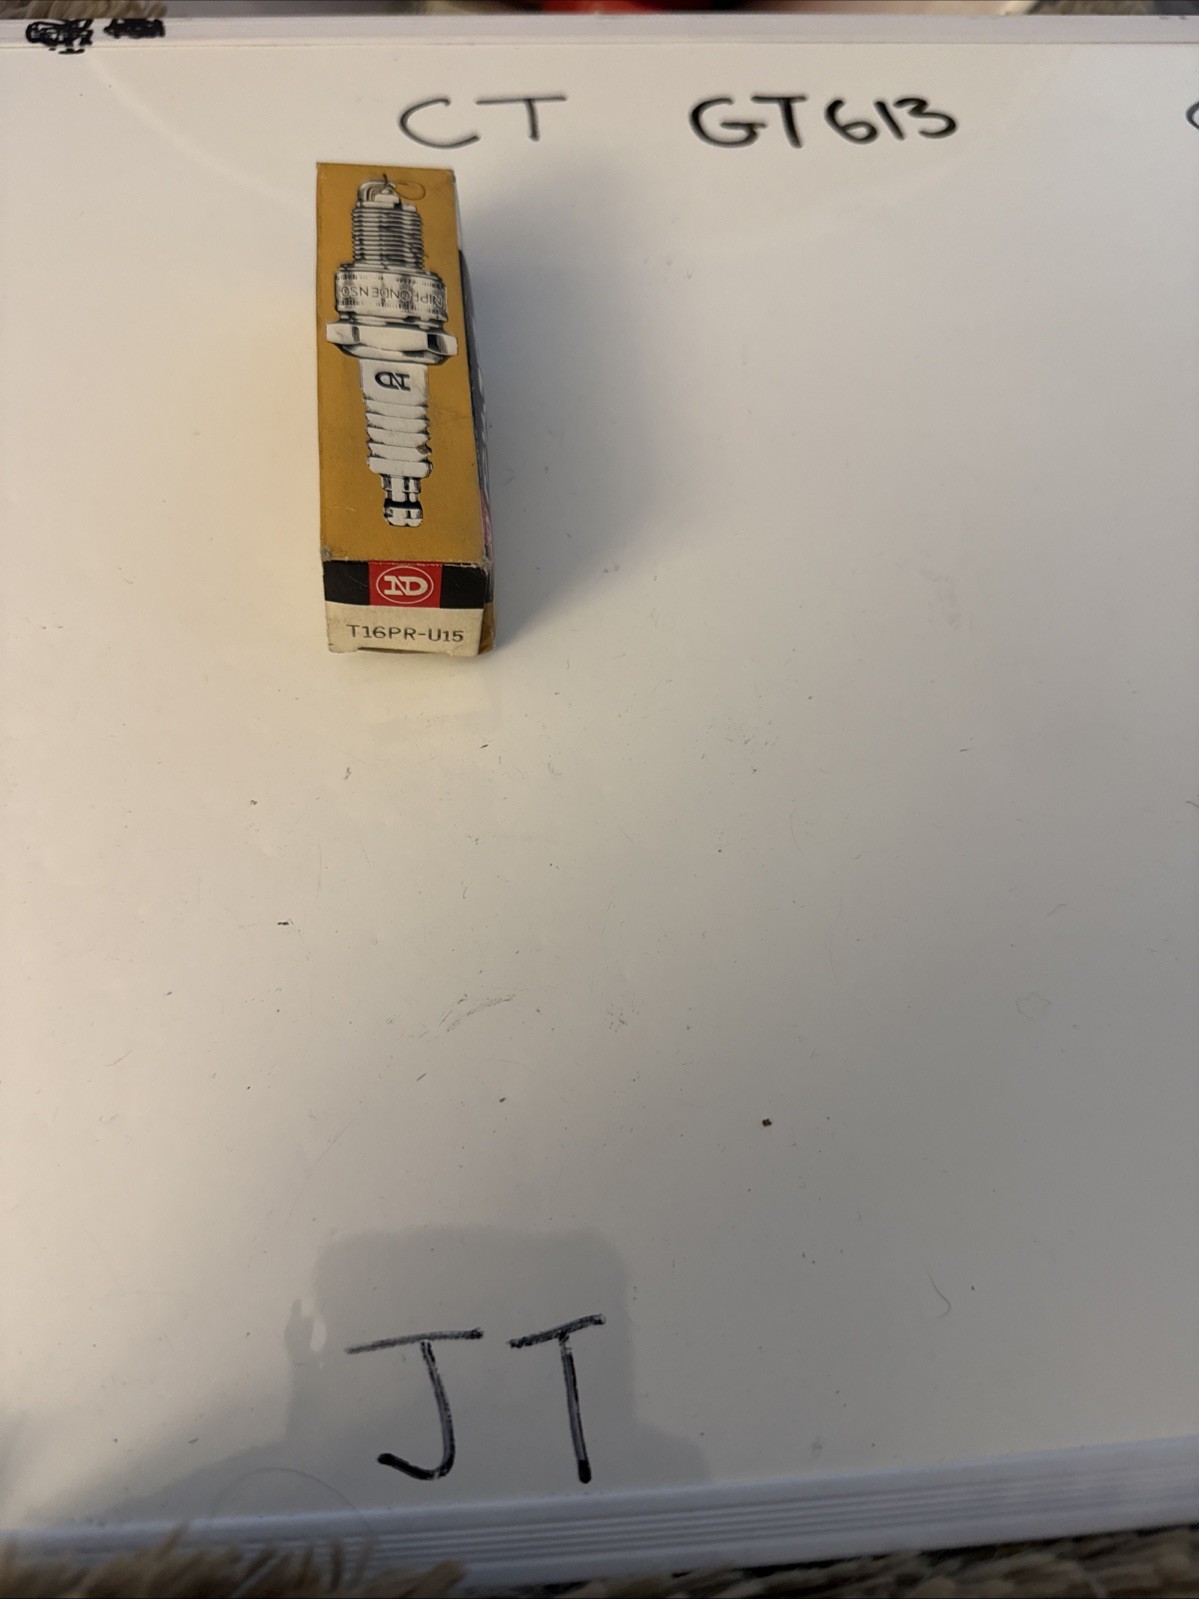 CT GT613
NIPPONDENSO
ND
ND
T16PR-U15
JT